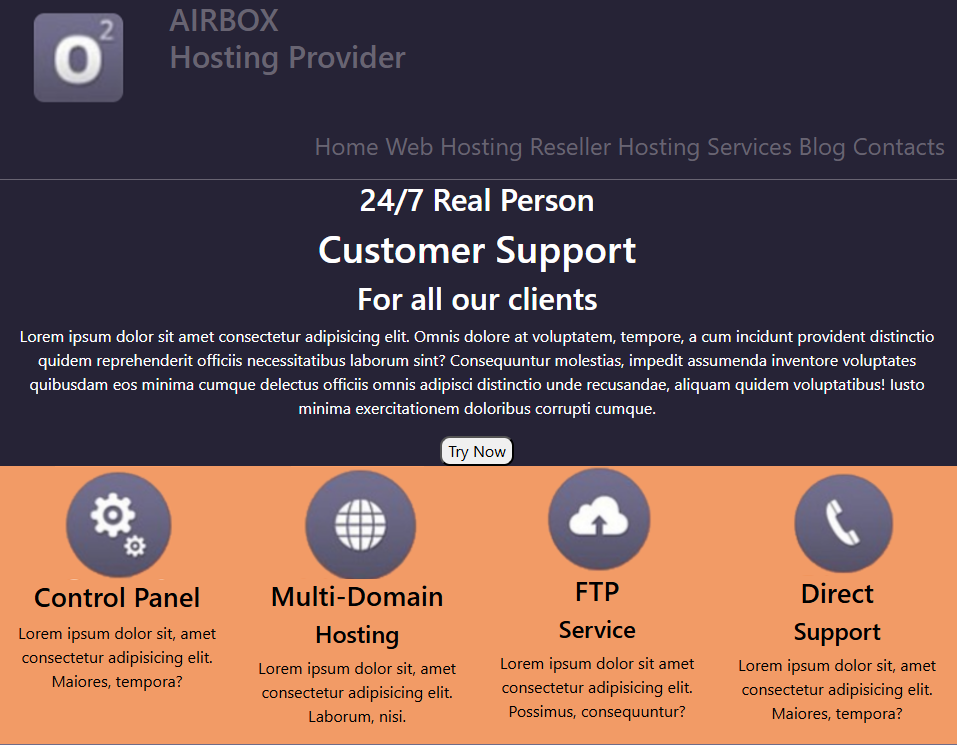 O2
AIRBOX
Hosting Provider
Home Web Hosting Reseller Hosting Services Blog Contacts
24/7 Real Person
Customer Support
For all our clients
Lorem ipsum dolor sit amet consectetur adipisicing elit. Omnis dolore at voluptatem, tempore, a cum incidunt provident distinctio
quidem reprehenderit officiis necessitatibus laborum sint? Consequuntur molestias, impedit assumenda inventore voluptates
quibusdam eos minima cumque delectus officiis omnis adipisci distinctio unde recusandae, aliquam quidem voluptatibus! Iusto
minima exercitationem doloribus corrupti cumque.
Try Now
Control Panel
Lorem ipsum dolor sit, amet
consectetur adipisicing elit.
Maiores, tempora?
Multi-Domain
Hosting
Lorem ipsum dolor sit, amet
consectetur adipisicing elit.
Laborum, nisi.
FTP
Service
Lorem ipsum dolor sit amet
consectetur adipisicing elit.
Possimus, consequuntur?
Direct
Support
Lorem ipsum dolor sit, amet
consectetur adipisicing elit.
Maiores, tempora?